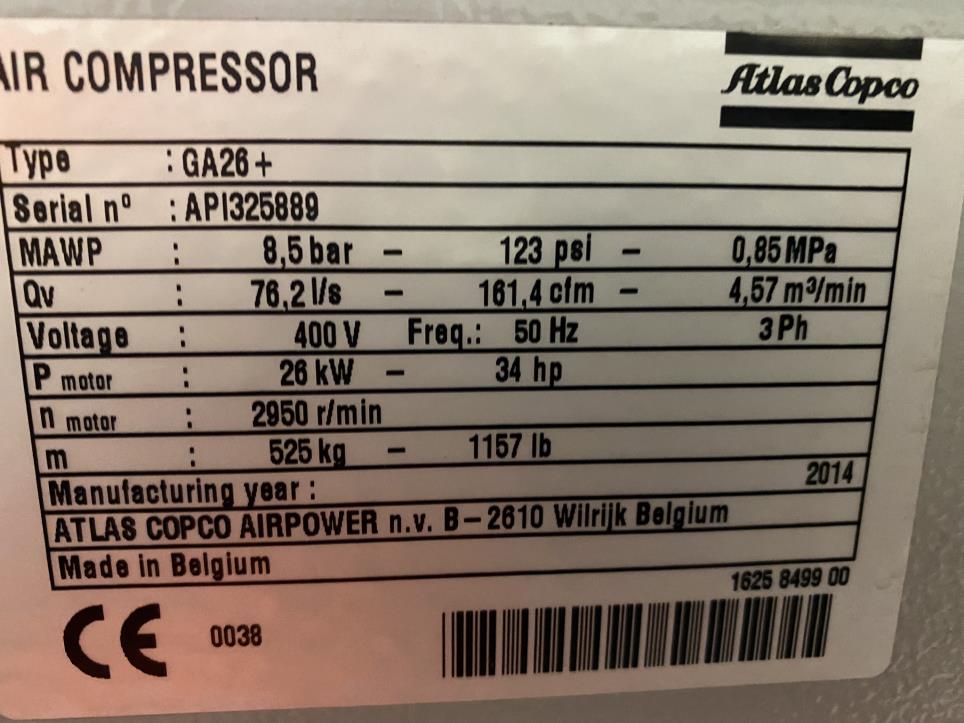 AIR COMPRESSOR
Atlas Copco
Type : GA26+
Serial nº : API325889
MAWP : 8,5 bar – 123 psi – 0,85 MPa
Qv : 76,2 l/s – 161,4 cfm – 4,57 m³/min
Voltage : 400 V Freq.: 50 Hz 3 Ph
P motor : 26 kW – 34 hp
n motor : 2950 r/min
m : 525 kg – 1157 lb
Manufacturing year : 2014
ATLAS COPCO AIRPOWER n.v. B-2610 Wilrijk Belgium
Made in Belgium
1625 8499 00
CE 0038